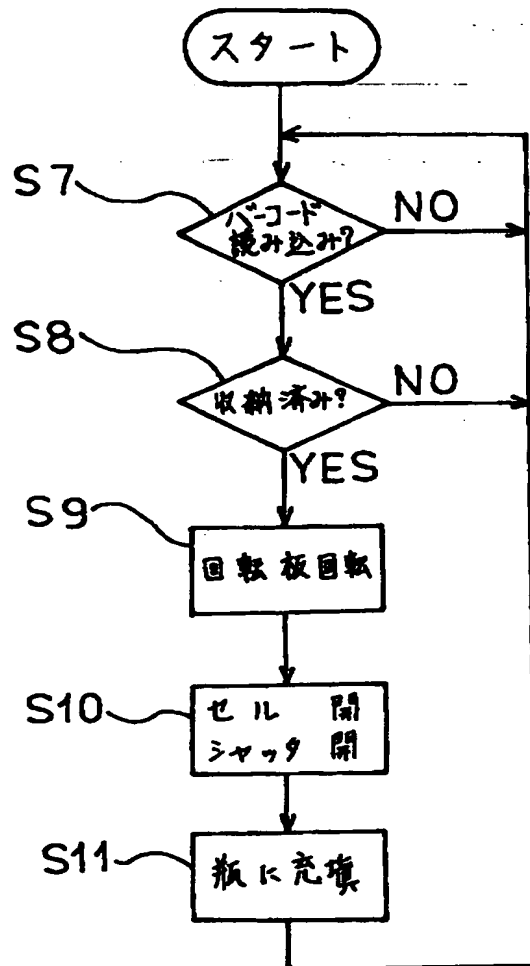 スタート
S7
バーコード
読み込み?
NO
YES
S8
収納済み?
NO
YES
S9
回転板回転
S10
セル 開
シャッタ 開
S11
瓶に充填